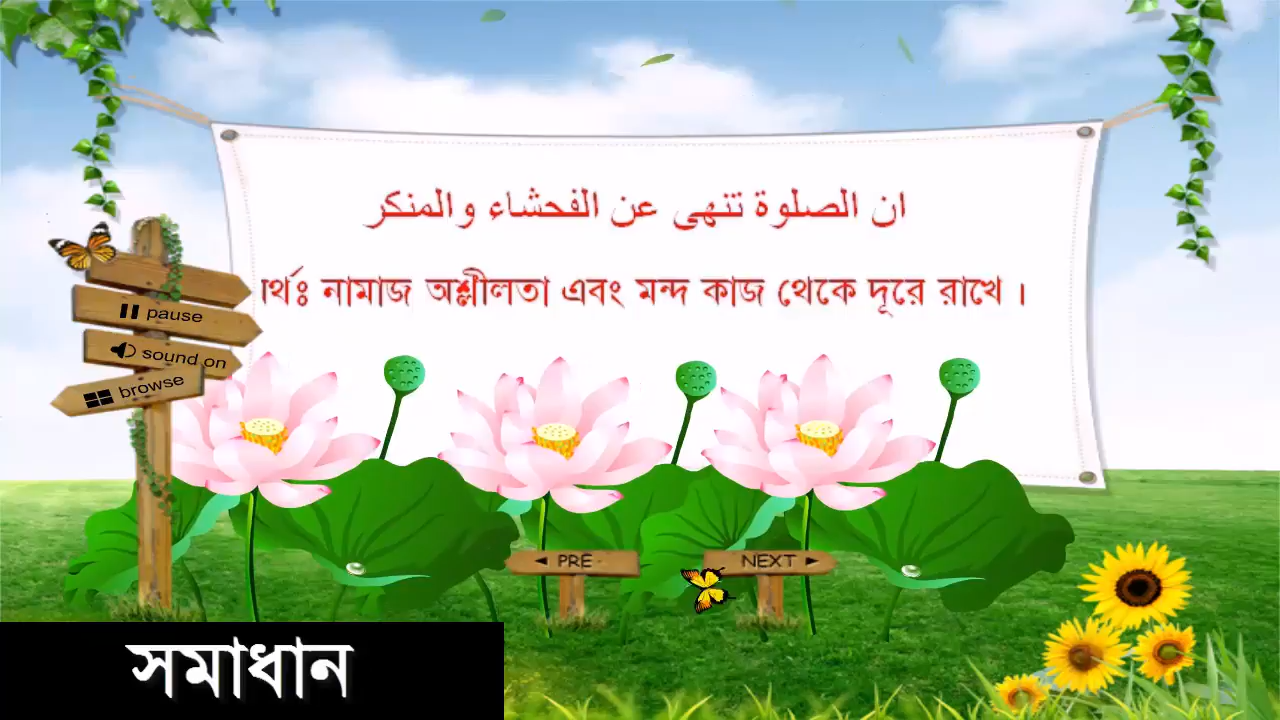 ان الصلوة تنهى عن الفحشاء والمنكر
র্থঃ নামাজ অশ্লীলতা এবং মন্দ কাজ থেকে দূরে রাখে ।
pause
sound on
browse
PRE
NEXT
সমাধান